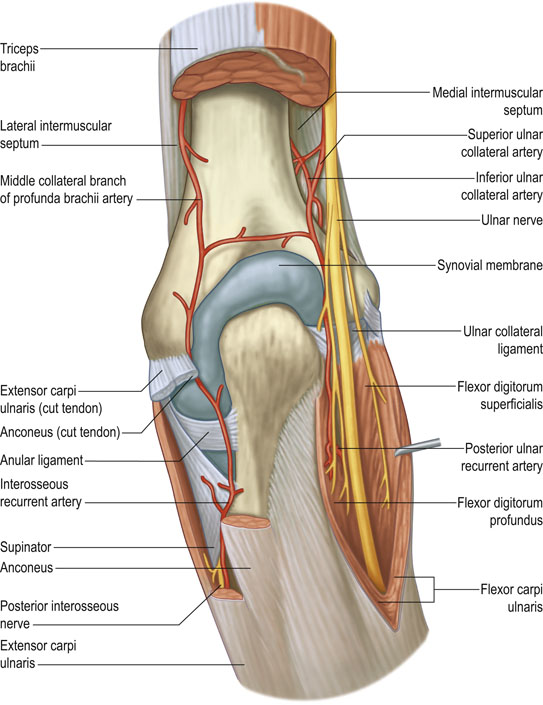 Triceps
brachii
Lateral intermuscular
septum
Middle collateral branch
of profunda brachii artery
Extensor carpi
ulnaris (cut tendon)
Anconeus (cut tendon)
Anular ligament
Interosseous
recurrent artery
Supinator
Anconeus
Posterior interosseous
nerve
Extensor carpi
ulnaris
Medial intermuscular
septum
Superior ulnar
collateral artery
Inferior ulnar
collateral artery
Ulnar nerve
Synovial membrane
Ulnar collateral
ligament
Flexor digitorum
superficialis
Posterior ulnar
recurrent artery
Flexor digitorum
profundus
Flexor carpi
ulnaris